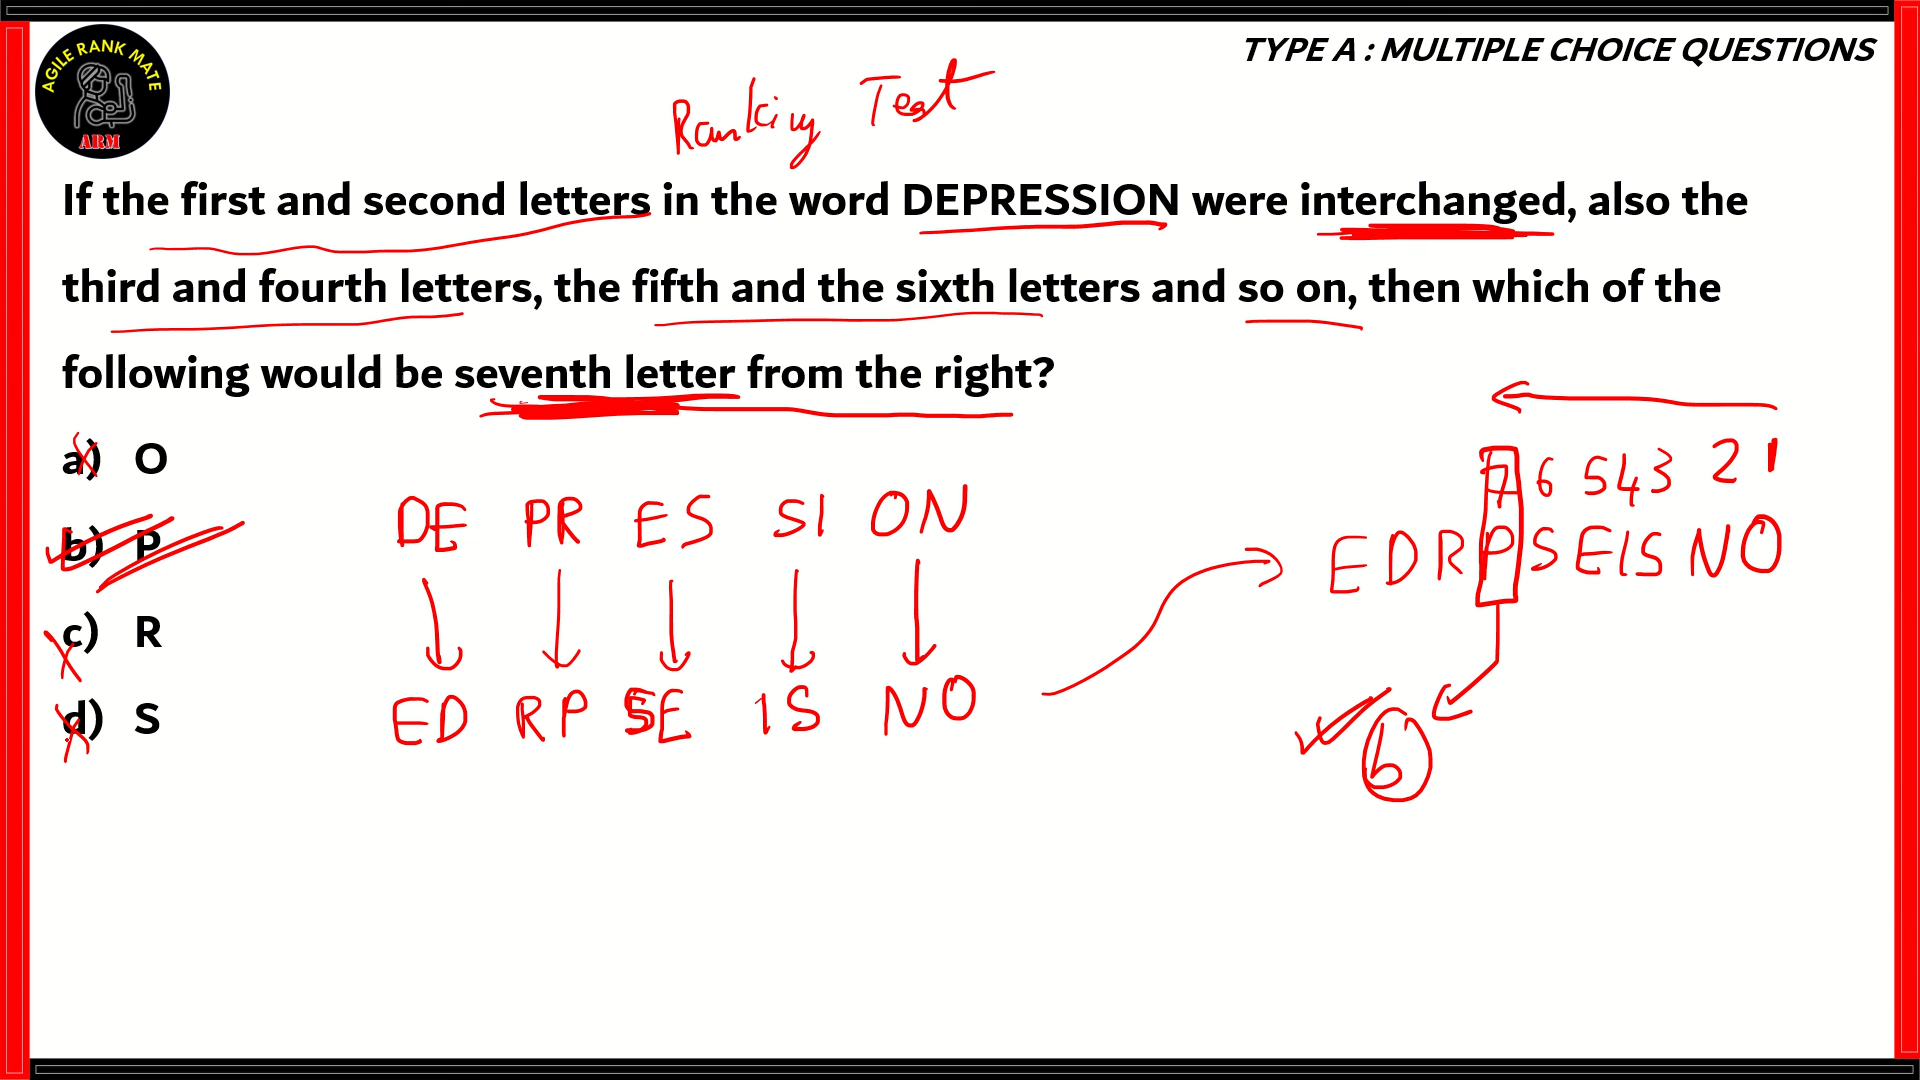 AGILE RANK MATE
ARM
TYPE A : MULTIPLE CHOICE QUESTIONS
Ranking Test
If the first and second letters in the word DEPRESSION were interchanged, also the
third and fourth letters, the fifth and the sixth letters and so on, then which of the
following would be seventh letter from the right?
a) O
b) P
c) R
d) S
DE PR ES SI ON
ED RP SE IS NO
7 6 5 4 3 2 1
E D R P S E I S N O
b